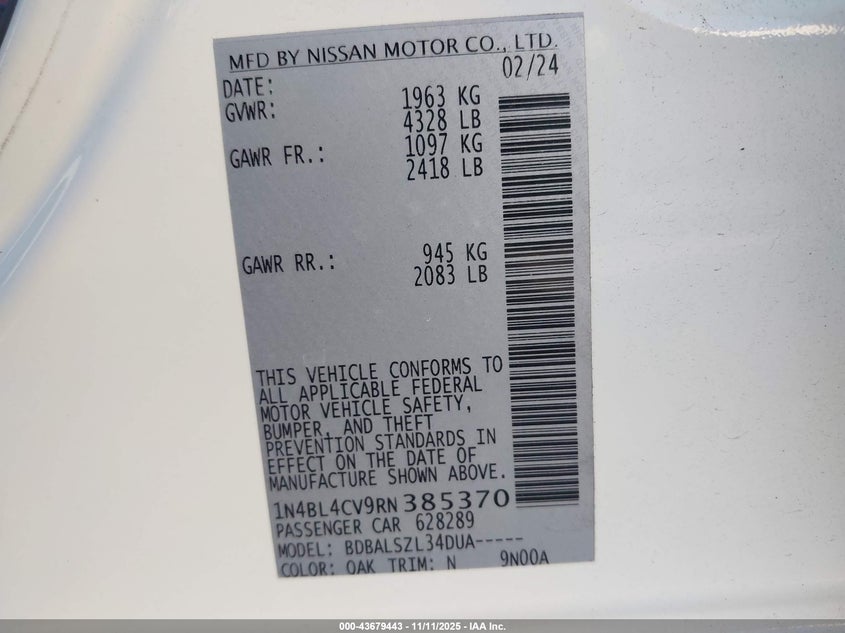 MFD BY NISSAN MOTOR CO., LTD.
DATE: 02/24
GVWR: 1963 KG
4328 LB
GAWR FR.: 1097 KG
2418 LB
GAWR RR.: 945 KG
2083 LB
THIS VEHICLE CONFORMS TO
ALL APPLICABLE FEDERAL
MOTOR VEHICLE SAFETY,
BUMPER, AND THEFT
PREVENTION STANDARDS IN
EFFECT ON THE DATE OF
MANUFACTURE SHOWN ABOVE.
1N4BL4CV9RN385370
PASSENGER CAR 628289
MODEL: BDBALSZL34DUA-----
COLOR: QAK TRIM: N 9N00A
000-43679443 - 11/11/2025 - IAA Inc.